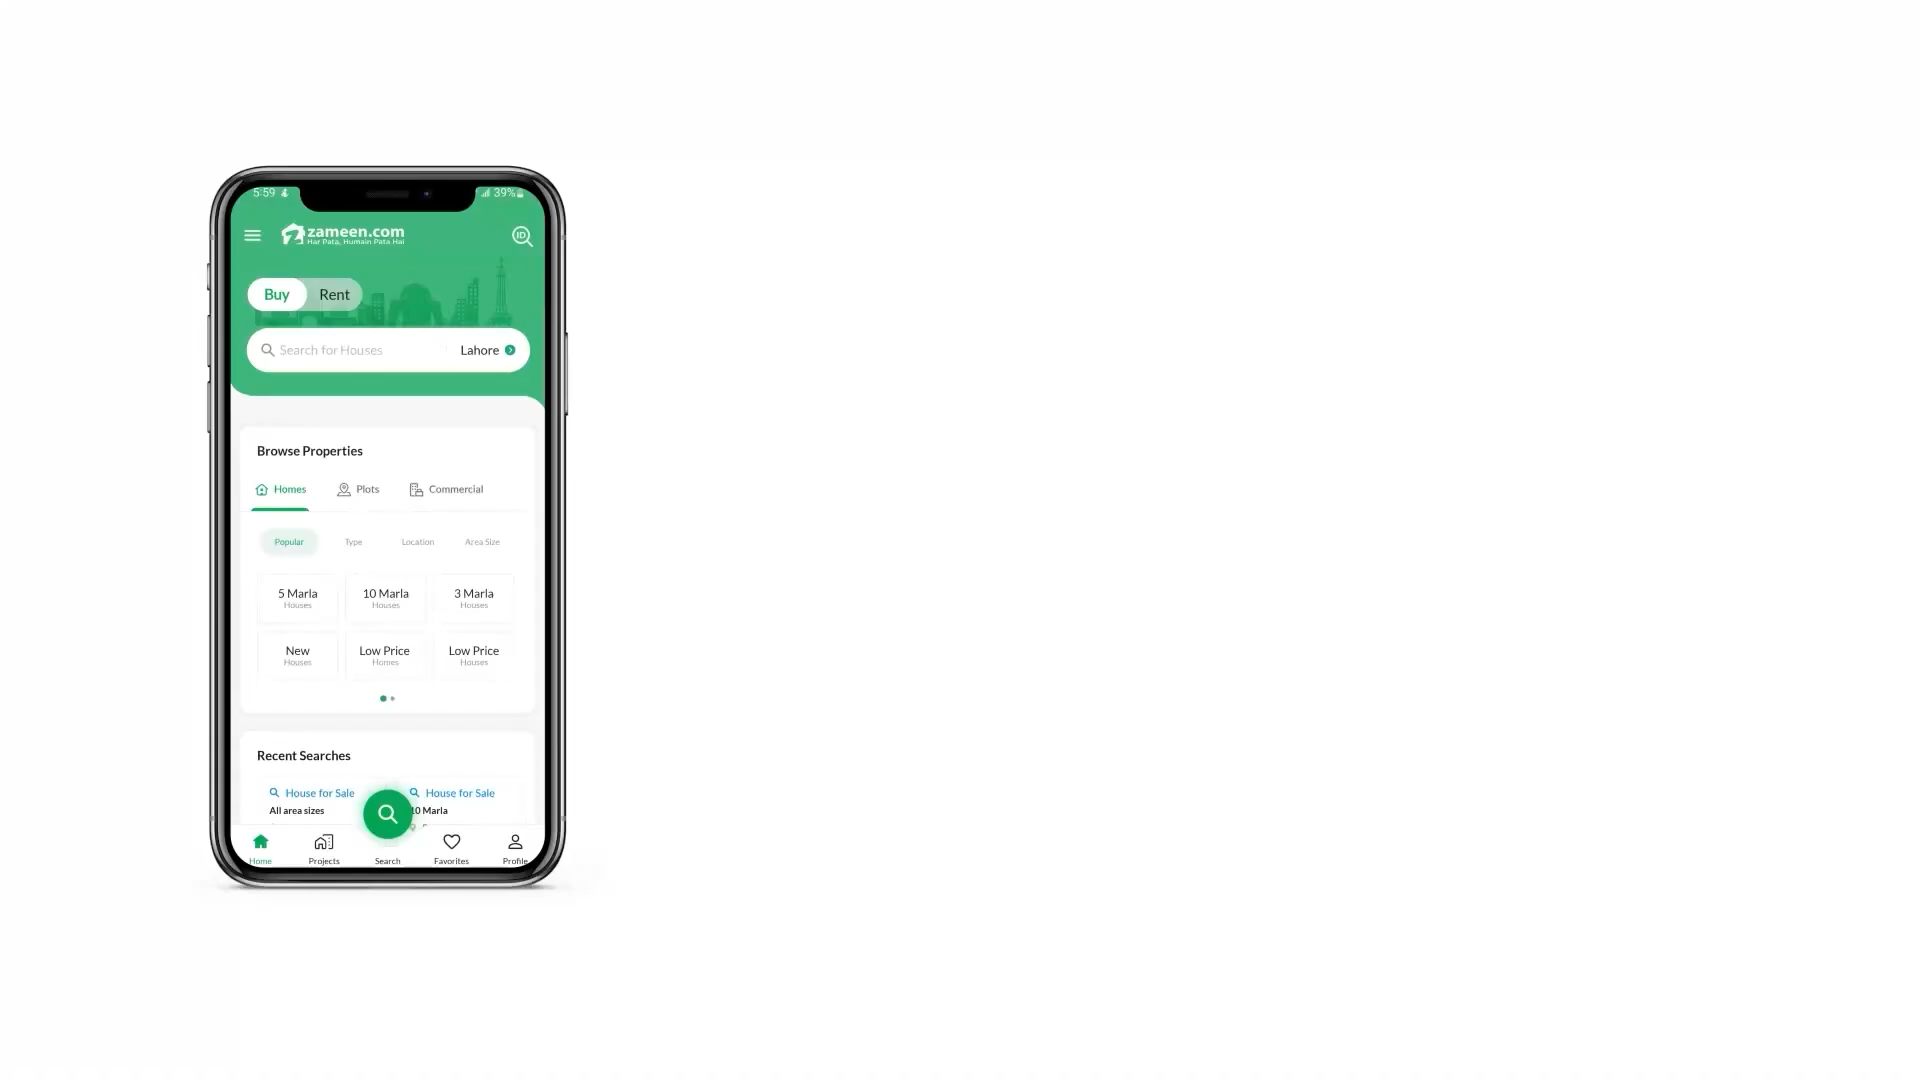 5:59
39%
zameen.com
Har Pata, Humain Pata Hai
ID
Buy Rent
Search for Houses Lahore
Browse Properties
Homes Plots Commercial
Popular Type Location Area Size
5 Marla 10 Marla 3 Marla
Houses Houses Houses
New Low Price Low Price
Houses Homes Houses
Recent Searches
House for Sale House for Sale
All area sizes 10 Marla
Home Projects Search Favorites Profile